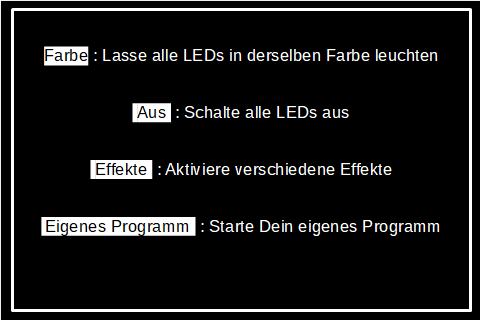 Farbe : Lasse alle LEDs in derselben Farbe leuchten
Aus : Schalte alle LEDs aus
Effekte : Aktiviere verschiedene Effekte
Eigenes Programm : Starte Dein eigenes Programm